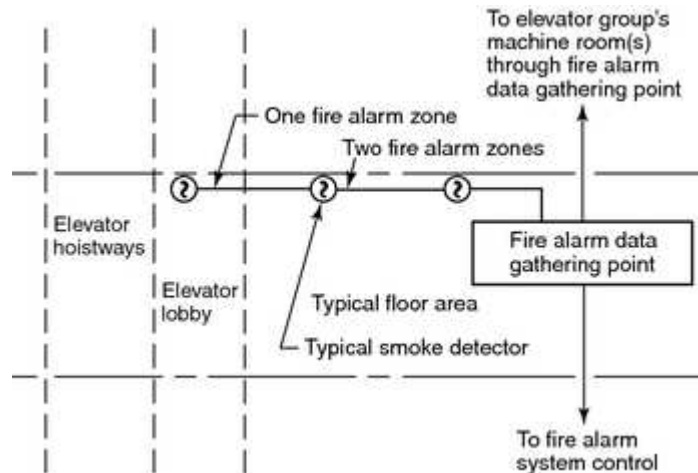 To elevator group's
machine room(s)
through fire alarm
data gathering point
One fire alarm zone
Two fire alarm zones
Elevator
hoistways
Fire alarm data
gathering point
Elevator
lobby
Typical floor area
Typical smoke detector
To fire alarm
system control